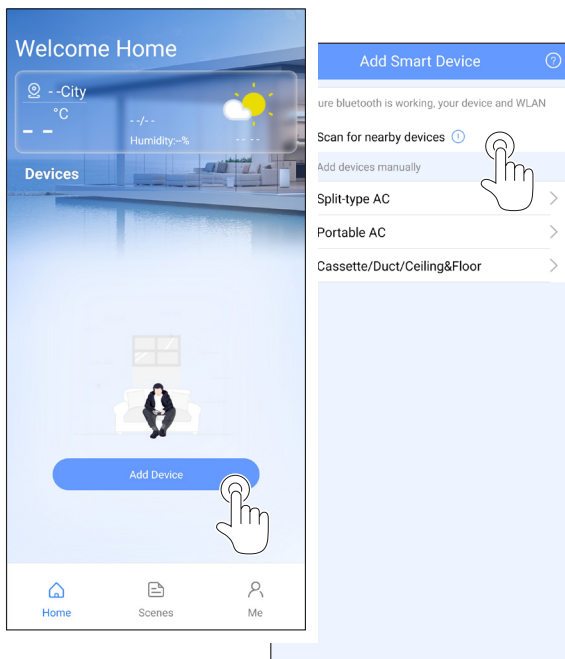 Welcome Home
--City
°C
--/--
– –
Humidity:--%
-- --
Devices
Add Device
Home
Scenes
Me
Add Smart Device
ure bluetooth is working, your device and WLAN
Scan for nearby devices
Add devices manually
Split-type AC
Portable AC
Cassette/Duct/Ceiling&Floor